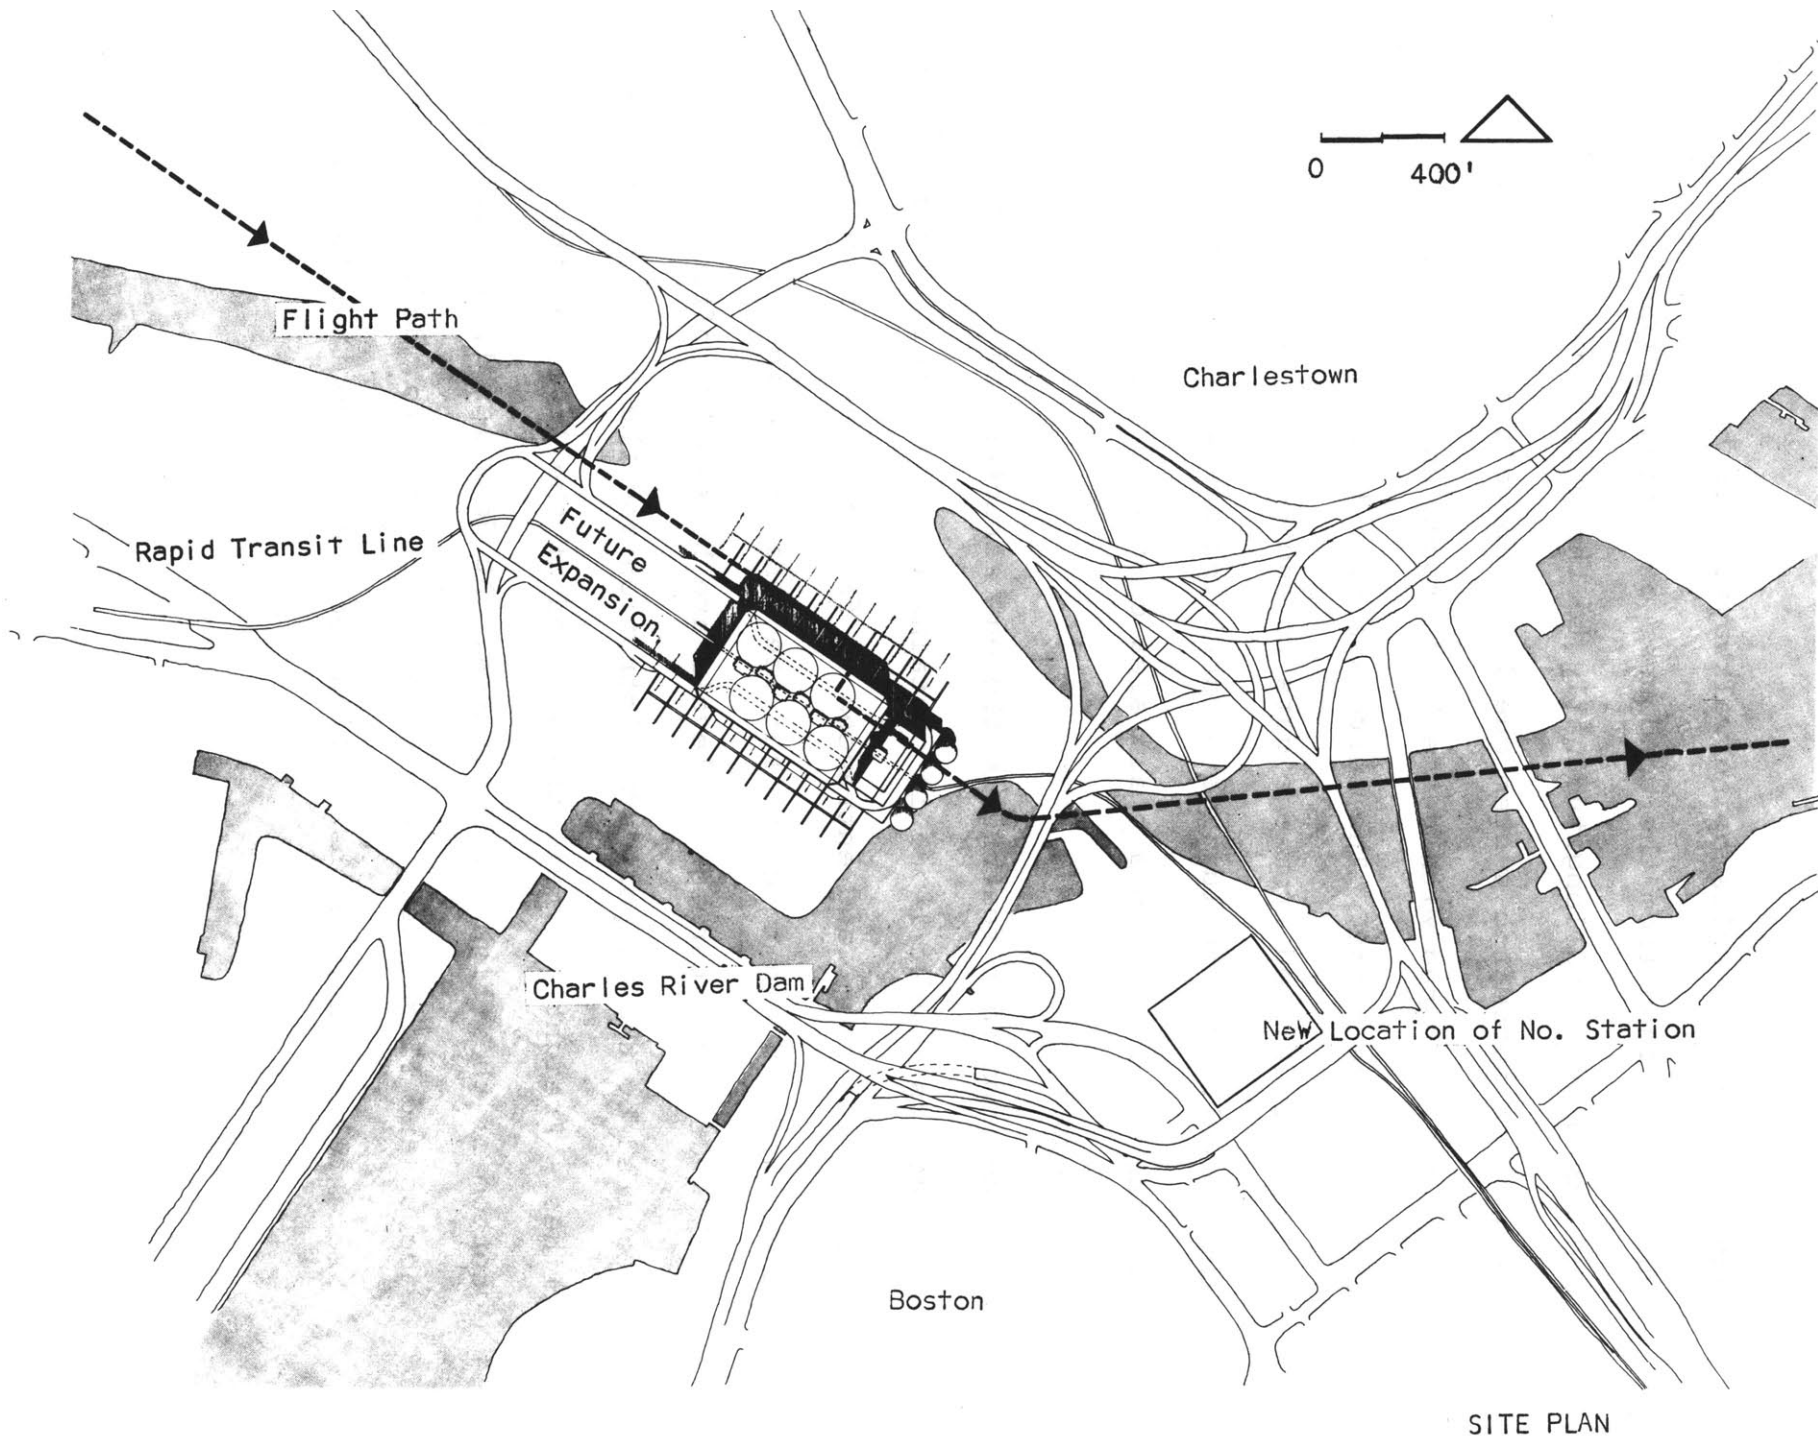 0 400'
Flight Path
Charlestown
Rapid Transit Line
Future
Expansion
Charles River Dam
NeW Location of No. Station
Boston
SITE PLAN